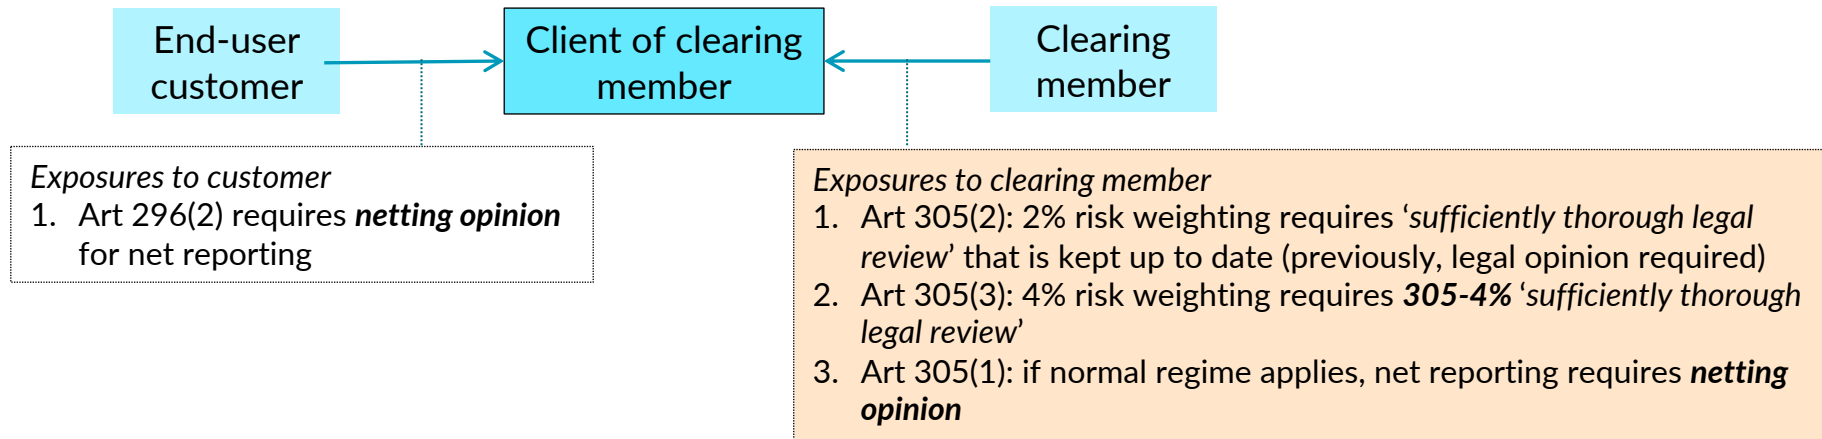 End-user
customer
Client of clearing
member
Clearing
member
Exposures to customer
1. Art 296(2) requires netting opinion
for net reporting
Exposures to clearing member
1. Art 305(2): 2% risk weighting requires ‘sufficiently thorough legal
review’ that is kept up to date (previously, legal opinion required)
2. Art 305(3): 4% risk weighting requires 305-4% ‘sufficiently thorough
legal review’
3. Art 305(1): if normal regime applies, net reporting requires netting
opinion